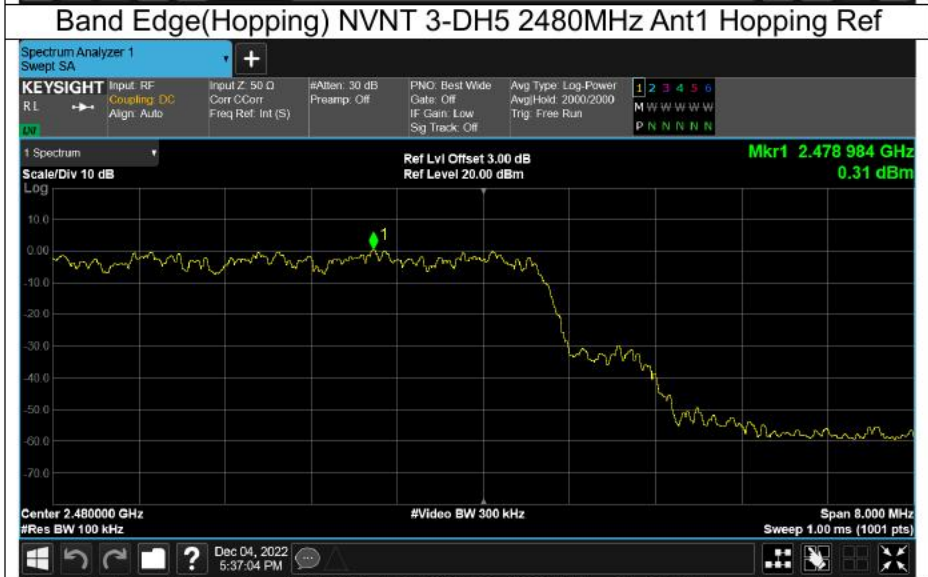 Band Edge(Hopping) NVNT 3-DH5 2480MHz Ant1 Hopping Ref
Spectrum Analyzer 1
Swept SA
+
KEYSIGHT Input: RF Input Z: 50 Ω #Atten: 30 dB PNO: Best Wide Avg Type: Log-Power 1 2 3 4 5 6
RL Coupling: DC Corr CCorr Preamp: Off Gate: Off Avg|Hold: 2000/2000 M W W W W W
Align: Auto Freq Ref: Int (S) IF Gain: Low Trig: Free Run
Sig Track: Off P N N N N N
1 Spectrum
Ref Lvl Offset 3.00 dB Mkr1 2.478 984 GHz
Scale/Div 10 dB Ref Level 20.00 dBm 0.31 dBm
Log
10.0
1
0.00
-10.0
-20.0
-30.0
-40.0
-50.0
-60.0
-70.0
Center 2.480000 GHz #Video BW 300 kHz Span 8.000 MHz
#Res BW 100 kHz Sweep 1.00 ms (1001 pts)
? Dec 04, 2022
5:37:04 PM